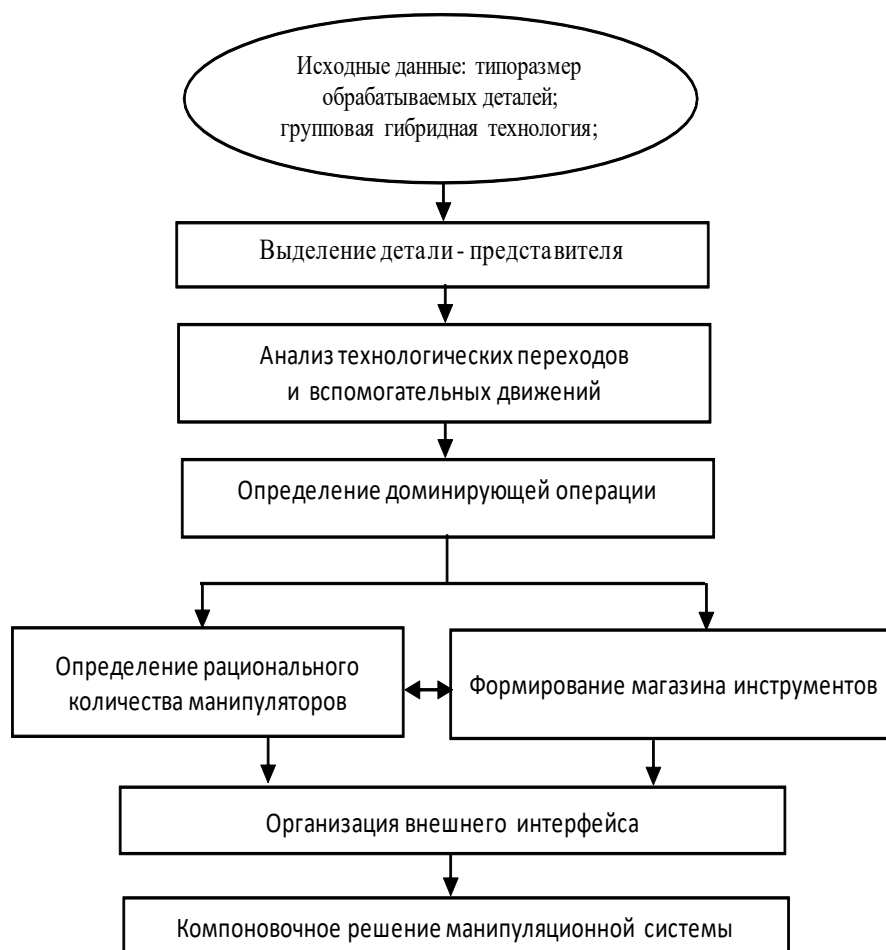 Исходные данные: типоразмер
обрабатываемых деталей;
групповая гибридная технология;
Выделение детали - представителя
Анализ технологических переходов
и вспомогательных движений
Определение доминирующей операции
Определение рационального
количества манипуляторов
Формирование магазина инструментов
Организация внешнего интерфейса
Компоновочное решение манипуляционной системы